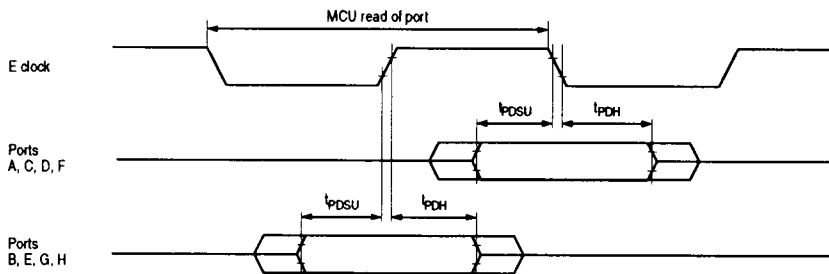 MCU read of port
E clock
tPDSU
tPDH
Ports
A, C, D, F
tPDSU
tPDH
Ports
B, E, G, H